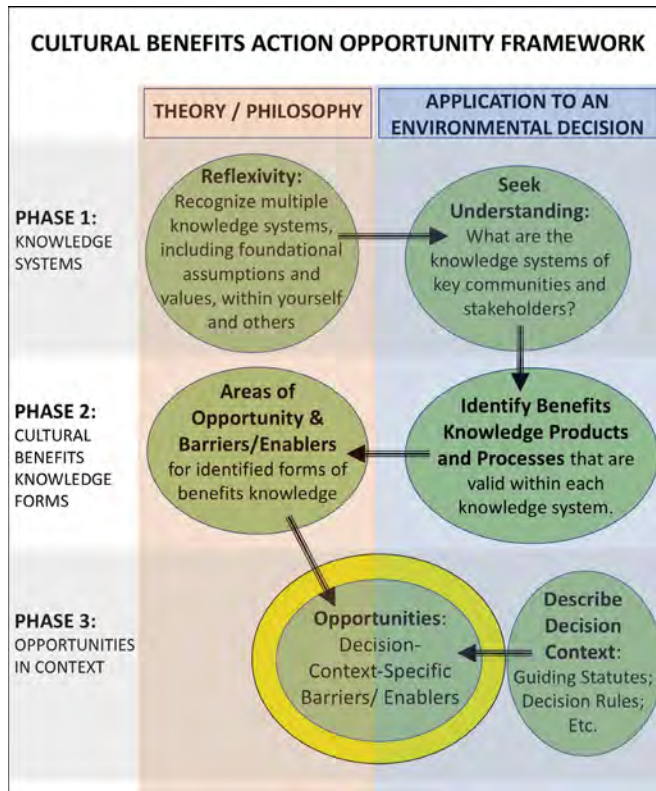 CULTURAL BENEFITS ACTION OPPORTUNITY FRAMEWORK
THEORY / PHILOSOPHY
APPLICATION TO AN
ENVIRONMENTAL DECISION
PHASE 1:
KNOWLEDGE
SYSTEMS
Reflexivity:
Recognize multiple
knowledge systems,
including foundational
assumptions and
values, within yourself
and others
Seek
Understanding:
What are the
knowledge systems of
key communities and
stakeholders?
PHASE 2:
CULTURAL
BENEFITS
KNOWLEDGE
FORMS
Areas of
Opportunity &
Barriers/Enablers
for identified forms of
benefits knowledge
Identify Benefits
Knowledge Products
and Processes that are
valid within each
knowledge system.
PHASE 3:
OPPORTUNITIES
IN CONTEXT
Opportunities:
Decision-
Context-Specific
Barriers/ Enablers
Describe
Decision
Context:
Guiding Statutes;
Decision Rules;
Etc.